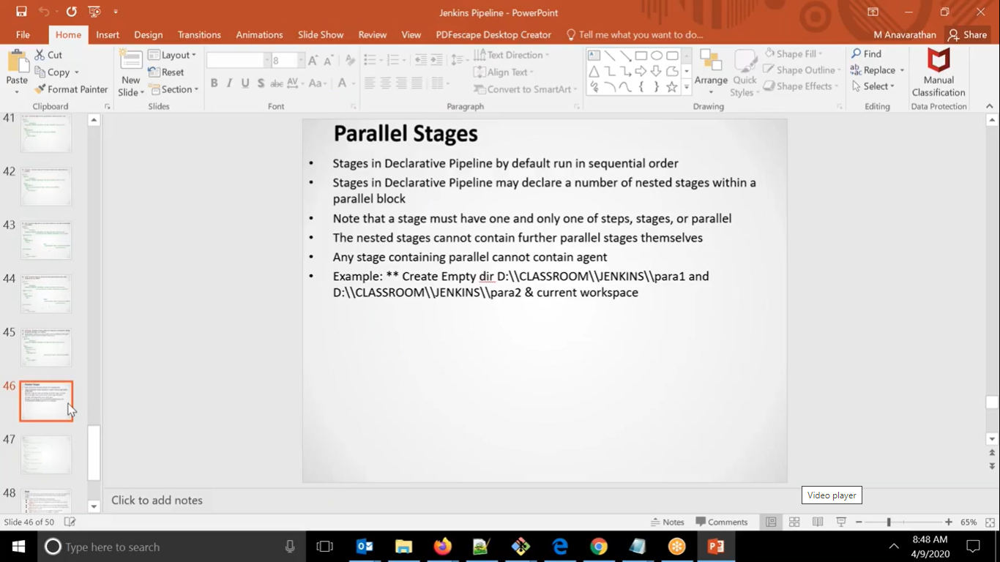 Jenkins Pipeline - PowerPoint
File Home Insert Design Transitions Animations Slide Show Review View PDFescape Desktop Creator Tell me what you want to do... M Anavarathan Share
Paste
Cut
Copy
Format Painter
Clipboard
New
Slide
Layout
Reset
Section
Slides
8
B I U S abc AV Aa A
Font
Text Direction
Align Text
Convert to SmartArt
Paragraph
Arrange
Quick
Styles
Shape Fill
Shape Outline
Shape Effects
Drawing
Find
Replace
Select
Editing
Manual
Classification
Data Protection
41
42
43
44
45
46
47
48
Parallel Stages
• Stages in Declarative Pipeline by default run in sequential order
• Stages in Declarative Pipeline may declare a number of nested stages within a
parallel block
• Note that a stage must have one and only one of steps, stages, or parallel
• The nested stages cannot contain further parallel stages themselves
• Any stage containing parallel cannot contain agent
• Example: ** Create Empty dir D:\\CLASSROOM\\JENKINS\\para1 and
D:\\CLASSROOM\\JENKINS\\para2 & current workspace
Click to add notes
Video player
Slide 46 of 50
Notes
Comments
65%
Type here to search
8:48 AM
4/9/2020